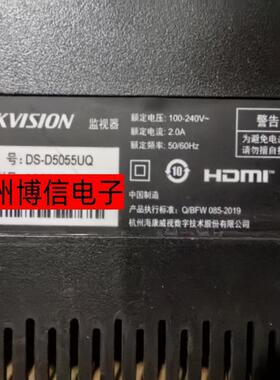 KVISION 监视器
额定电压: 100-240V~
额定电流: 2.0A
额定频率: 50/60Hz
号: DS-D5055UQ
10
HDMI
警告
为避免电
请勿擅自
州博信电子
中国制造
产品执行标准: Q/BFW 085-2019
杭州海康威视数字技术股份有限公司